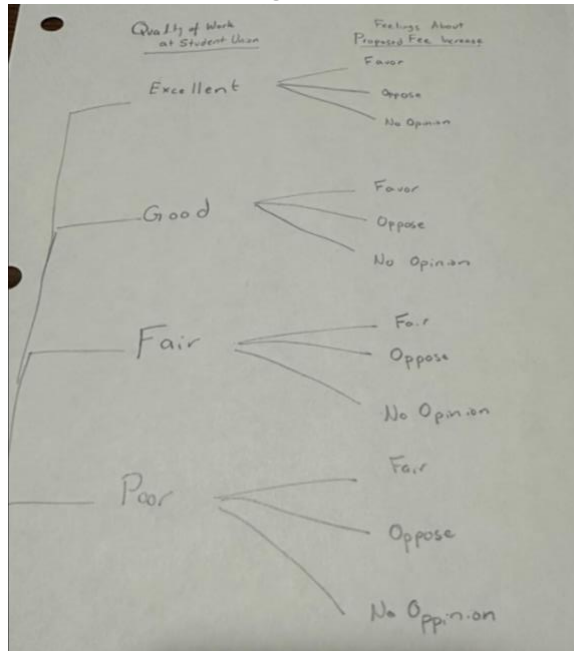 Quality of Work
at Student Union
Feelings About
Proposed Fee Increase
Excellent
Favor
Oppose
No Opinion
Good
Favor
Oppose
No Opinion
Fair
Fair
Oppose
No Opinion
Poor
Fair
Oppose
No Oppinion